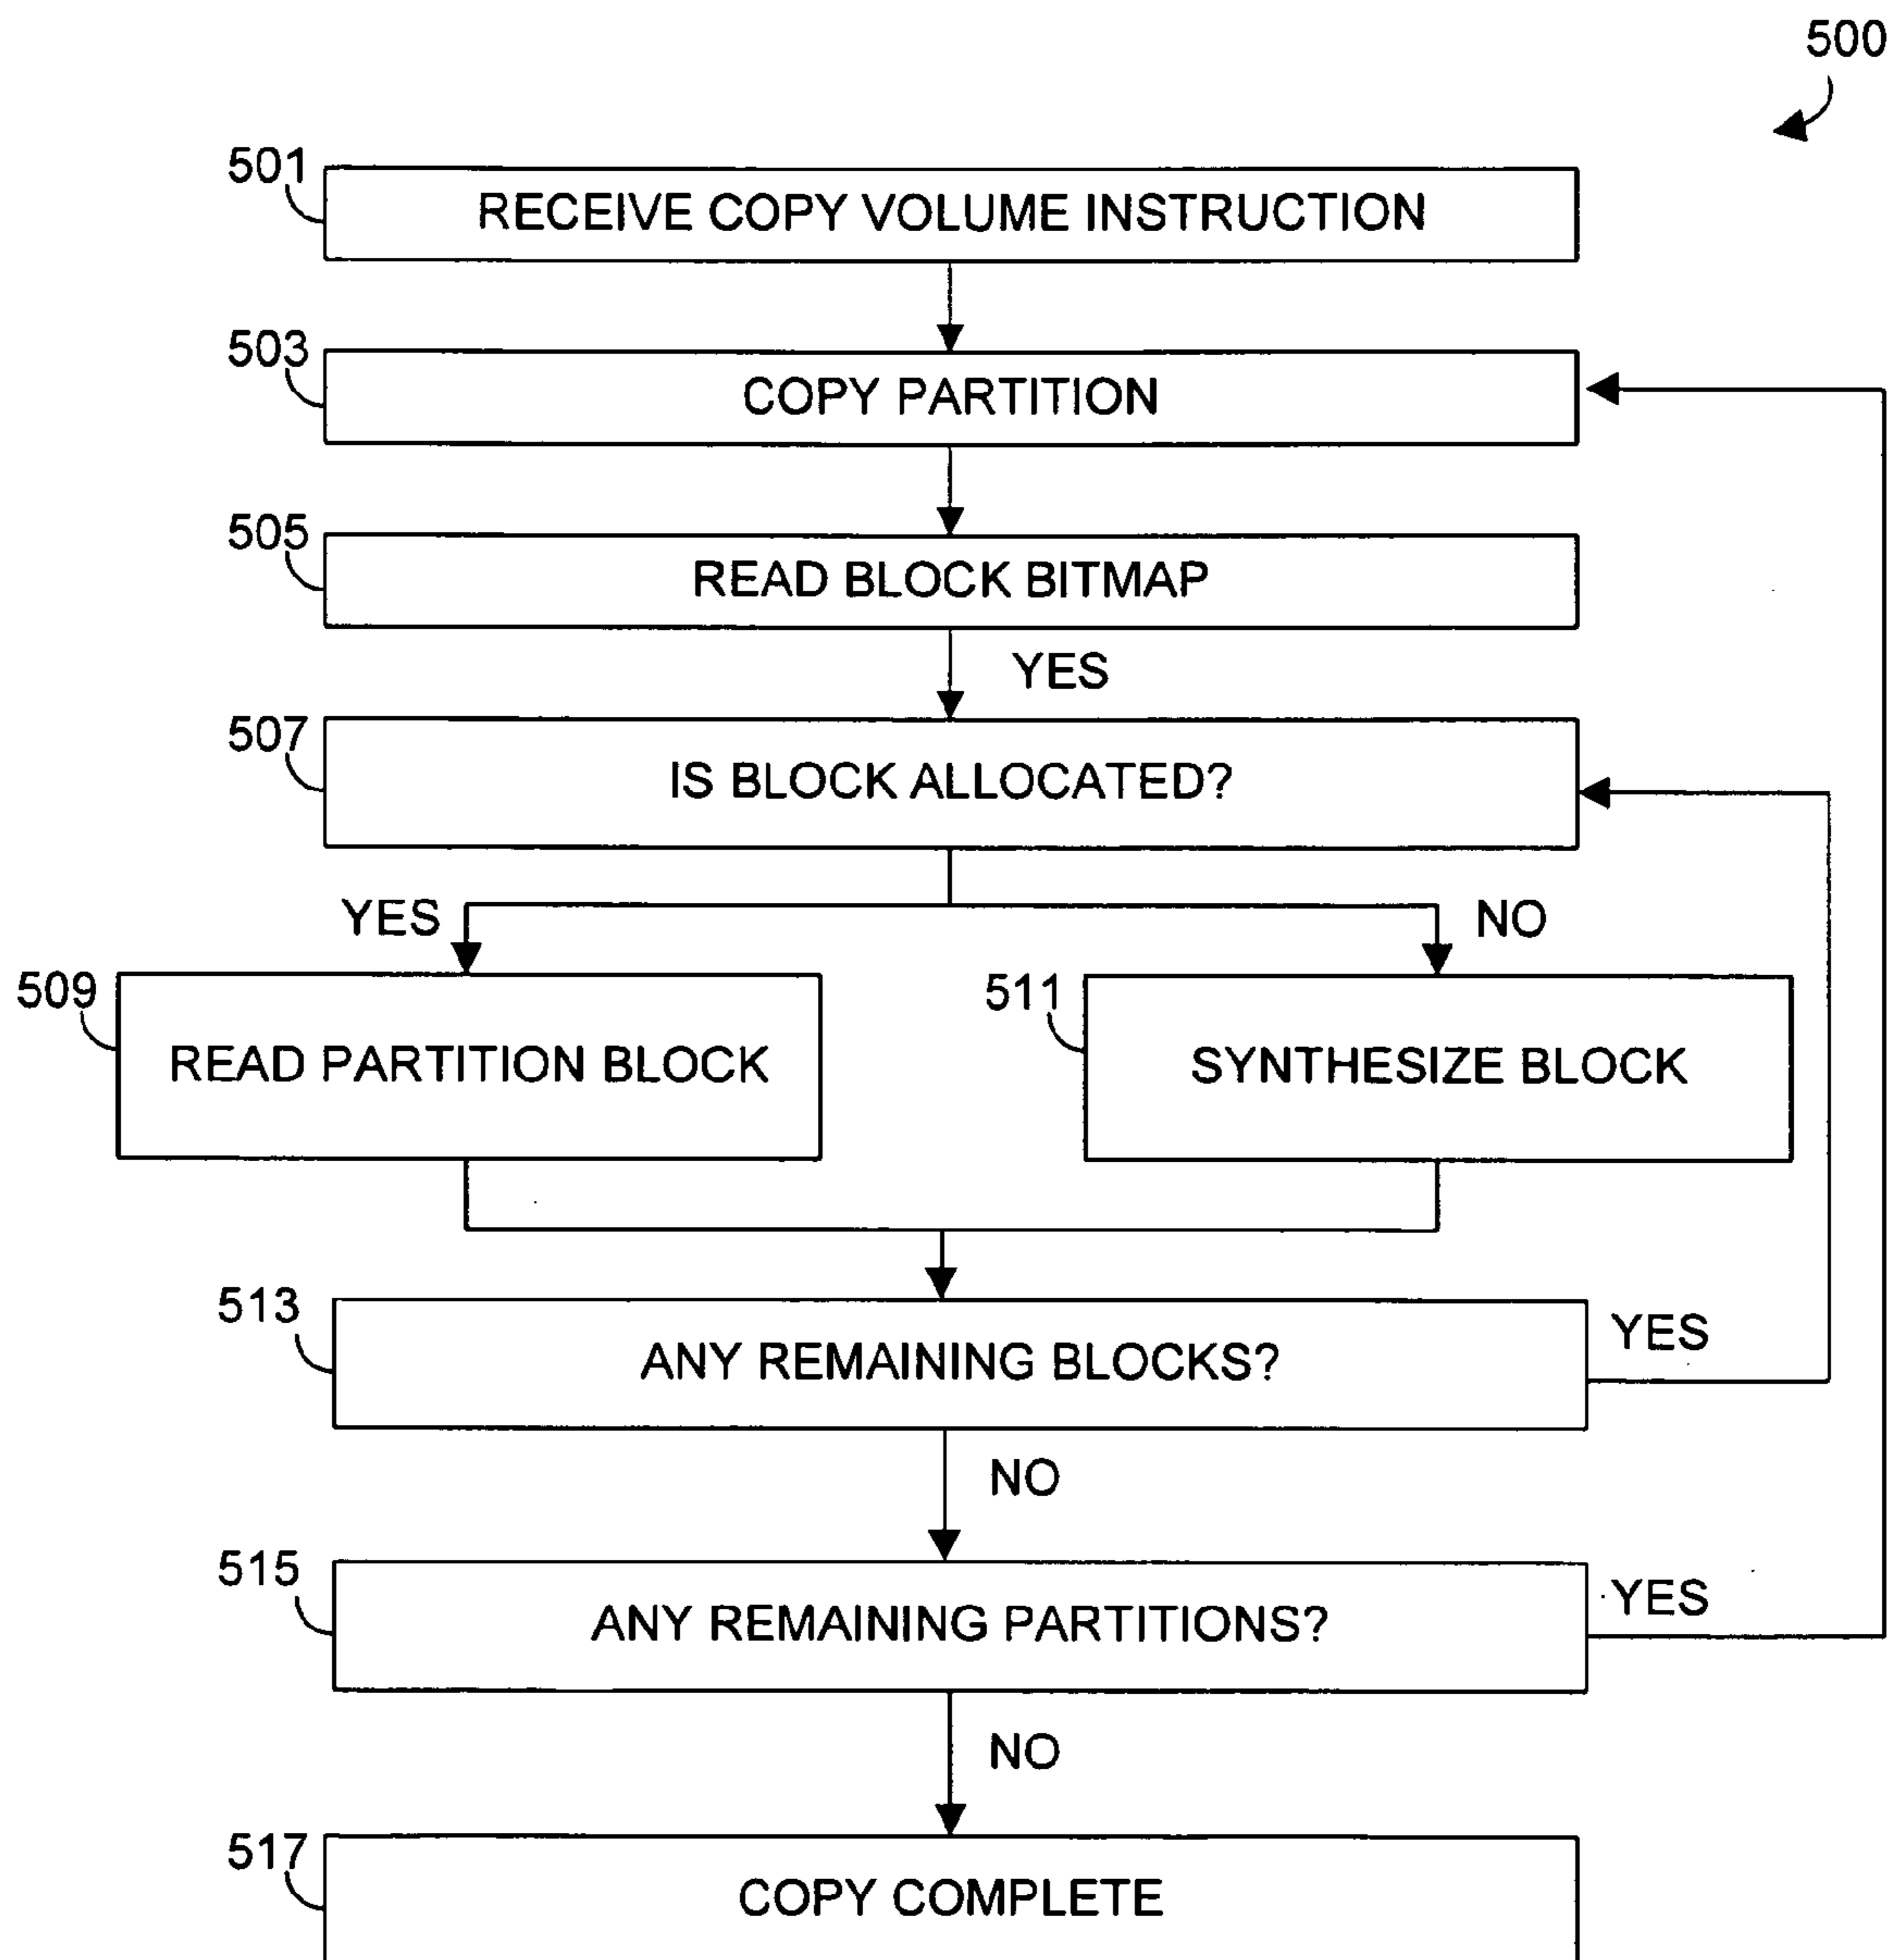 500
501
RECEIVE COPY VOLUME INSTRUCTION
503
COPY PARTITION
505
READ BLOCK BITMAP
YES
507
IS BLOCK ALLOCATED?
YES
NO
509
READ PARTITION BLOCK
511
SYNTHESIZE BLOCK
513
ANY REMAINING BLOCKS?
YES
NO
515
ANY REMAINING PARTITIONS?
YES
NO
517
COPY COMPLETE